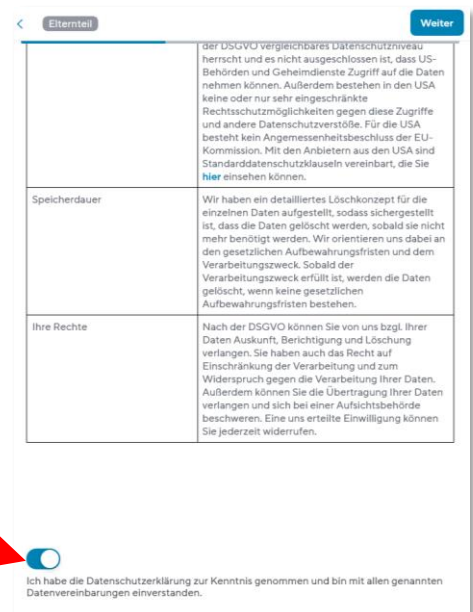 Elternteil
Weiter
der DSGVO vergleichbares Datenschutzniveau
herrscht und es nicht ausgeschlossen ist, dass US-
Behörden und Geheimdienste Zugriff auf die Daten
nehmen können. Außerdem bestehen in den USA
keine oder nur sehr eingeschränkte
Rechtsschutzmöglichkeiten gegen diese Zugriffe
und andere Datenschutzverstöße. Für die USA
besteht kein Angemessenheitsbeschluss der EU-
Kommission. Mit den Anbietern aus den USA sind
Standarddatenschutzklauseln vereinbart, die Sie
hier einsehen können.
Speicherdauer
Wir haben ein detailliertes Löschkonzept für die
einzelnen Daten aufgestellt, sodass sichergestellt
ist, dass die Daten gelöscht werden, sobald sie nicht
mehr benötigt werden. Wir orientieren uns dabei an
den gesetzlichen Aufbewahrungsfristen und dem
Verarbeitungszweck. Sobald der
Verarbeitungszweck erfüllt ist, werden die Daten
gelöscht, wenn keine gesetzlichen
Aufbewahrungsfristen bestehen.
Ihre Rechte
Nach der DSGVO können Sie von uns bzgl. Ihrer
Daten Auskunft, Berichtigung und Löschung
verlangen. Sie haben auch das Recht auf
Einschränkung der Verarbeitung und zum
Widerspruch gegen die Verarbeitung Ihrer Daten.
Außerdem können Sie die Übertragung Ihrer Daten
verlangen und sich bei einer Aufsichtsbehörde
beschweren. Eine uns erteilte Einwilligung können
Sie jederzeit widerrufen.
Ich habe die Datenschutzerklärung zur Kenntnis genommen und bin mit allen genannten
Datenvereinbarungen einverstanden.